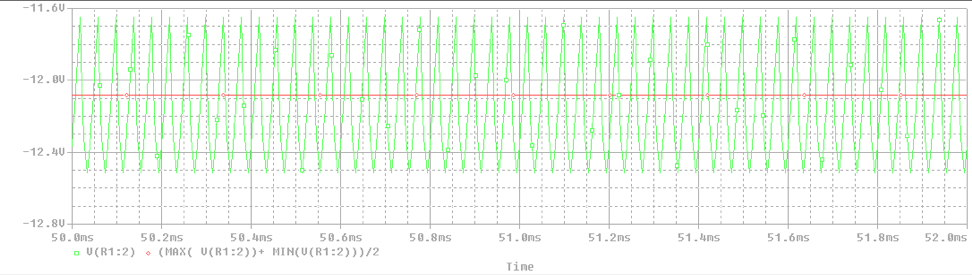 -11.6V
-12.0V
-12.4V
-12.8V
50.0ms 50.2ms 50.4ms 50.6ms 50.8ms 51.0ms 51.2ms 51.4ms 51.6ms 51.8ms 52.0ms
V(R1:2) (MAX( V(R1:2))+ MIN(V(R1:2)))/2
Time